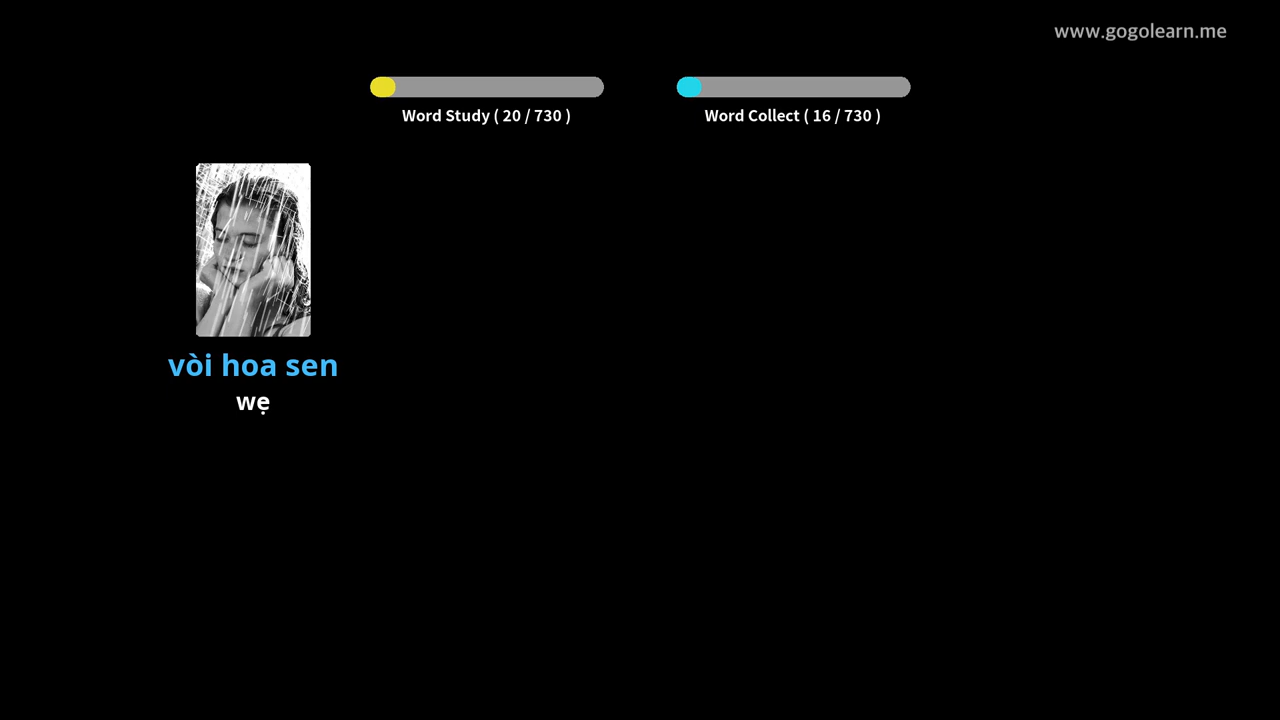 www.gogolearn.me
Word Study ( 20 / 730 )
Word Collect ( 16 / 730 )
vòi hoa sen
wẹ